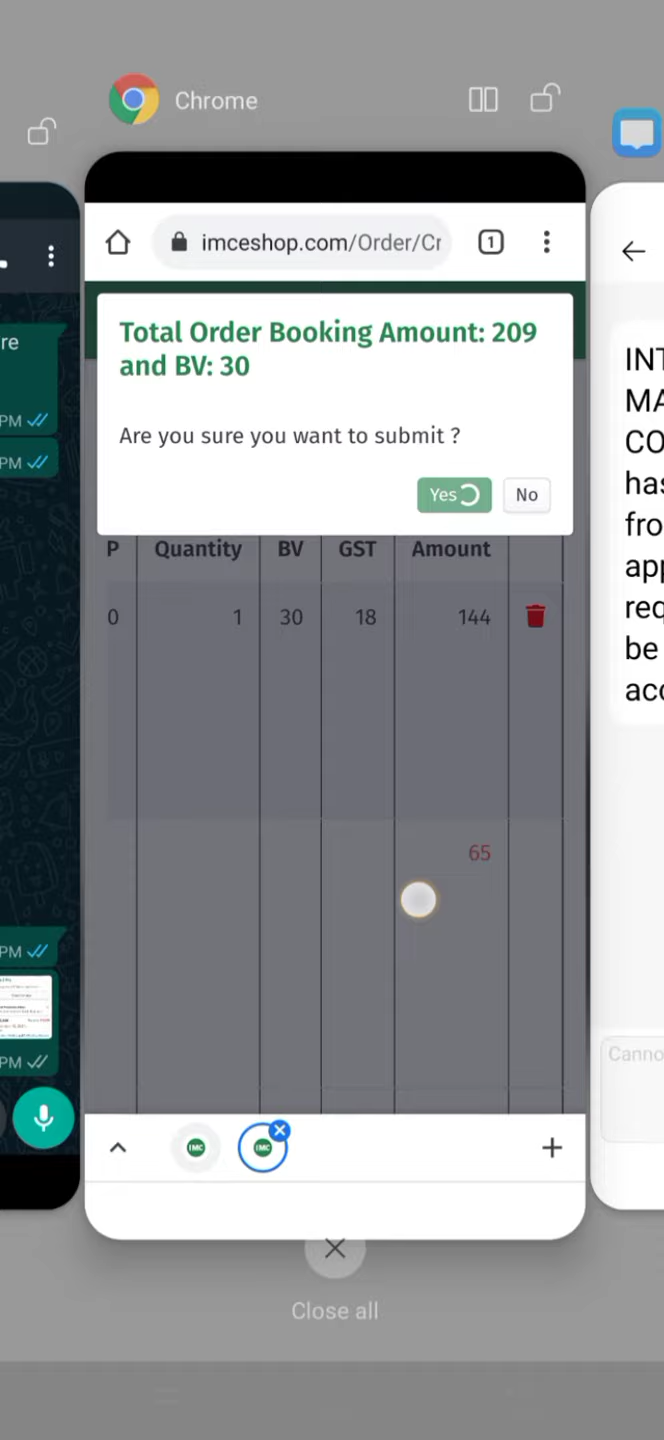 Chrome
imceshop.com/Order/Cr
1
Total Order Booking Amount: 209
and BV: 30
Are you sure you want to submit ?
Yes
No
P Quantity BV GST Amount
0 1 30 18 144
65
IMC
IMC
Close all
re
PM
PM
PM
PM
INT
MA
CO
has
fro
app
req
be
acc
Canno